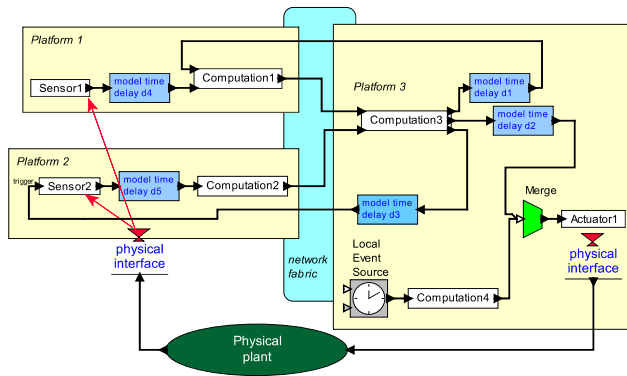 Platform 1
Sensor1
model time
delay d4
Computation1
Platform 2
trigger
Sensor2
model time
delay d5
Computation2
physical
interface
network
fabric
Platform 3
Computation3
model time
delay d1
model time
delay d2
model time
delay d3
Local
Event
Source
Computation4
Merge
Actuator1
physical
interface
Physical
plant